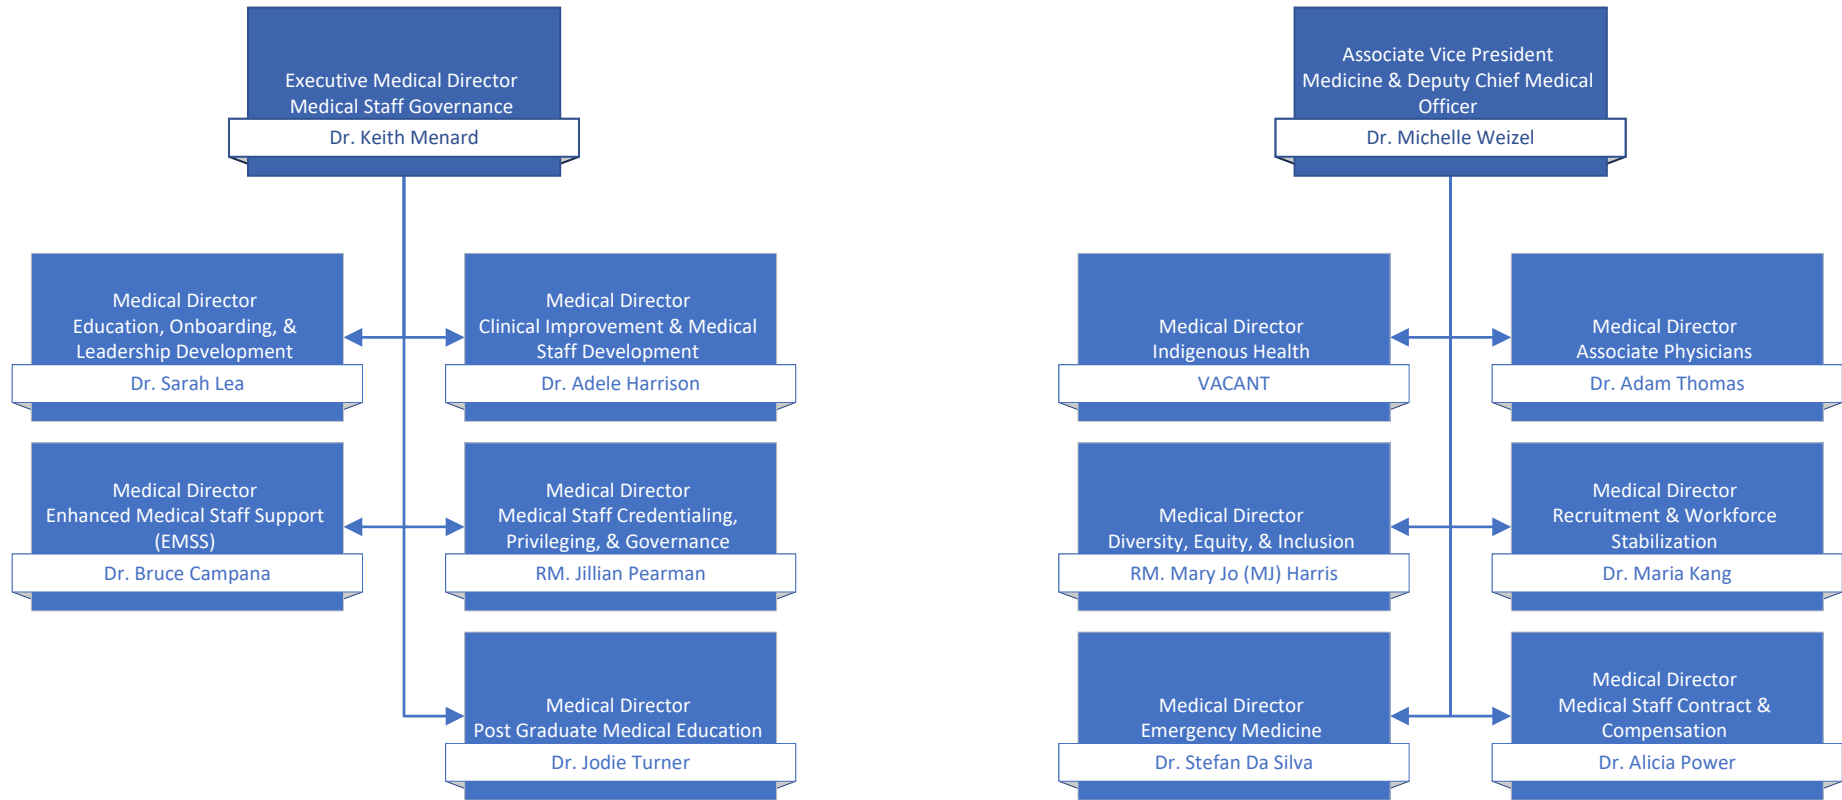 Executive Medical Director
Medical Staff Governance
Dr. Keith Menard
Medical Director
Education, Onboarding, &
Leadership Development
Dr. Sarah Lea
Medical Director
Clinical Improvement & Medical
Staff Development
Dr. Adele Harrison
Medical Director
Enhanced Medical Staff Support
(EMSS)
Dr. Bruce Campana
Medical Director
Medical Staff Credentialing,
Privileging, & Governance
RM. Jillian Pearman
Medical Director
Post Graduate Medical Education
Dr. Jodie Turner
Associate Vice President
Medicine & Deputy Chief Medical
Officer
Dr. Michelle Weizel
Medical Director
Indigenous Health
VACANT
Medical Director
Associate Physicians
Dr. Adam Thomas
Medical Director
Diversity, Equity, & Inclusion
RM. Mary Jo (MJ) Harris
Medical Director
Recruitment & Workforce
Stabilization
Dr. Maria Kang
Medical Director
Emergency Medicine
Dr. Stefan Da Silva
Medical Director
Medical Staff Contract &
Compensation
Dr. Alicia Power